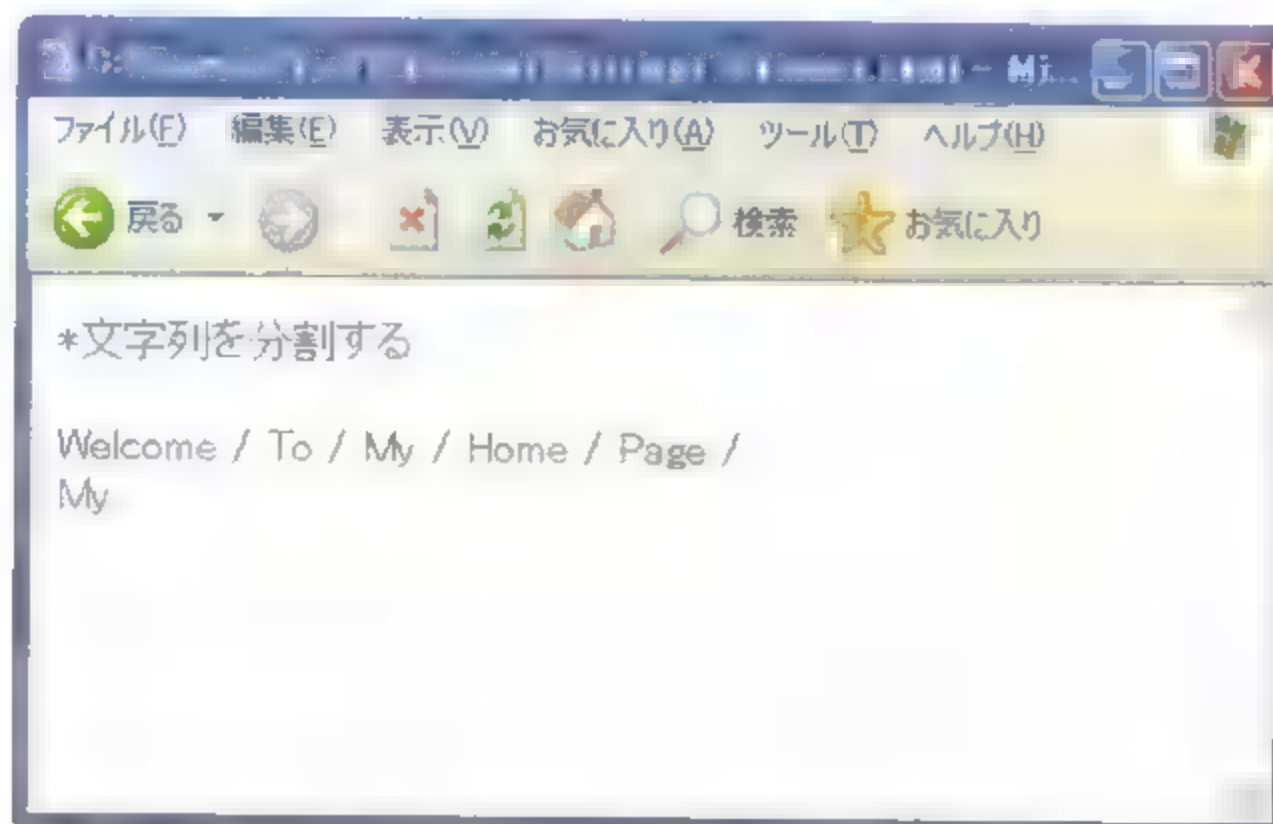 Mi...
ファイル(F) 編集(E) 表示(V) お気に入り(A) ツール(T) ヘルプ(H)
戻る 検索 お気に入り
*文字列を分割する
Welcome / To / My / Home / Page /
My